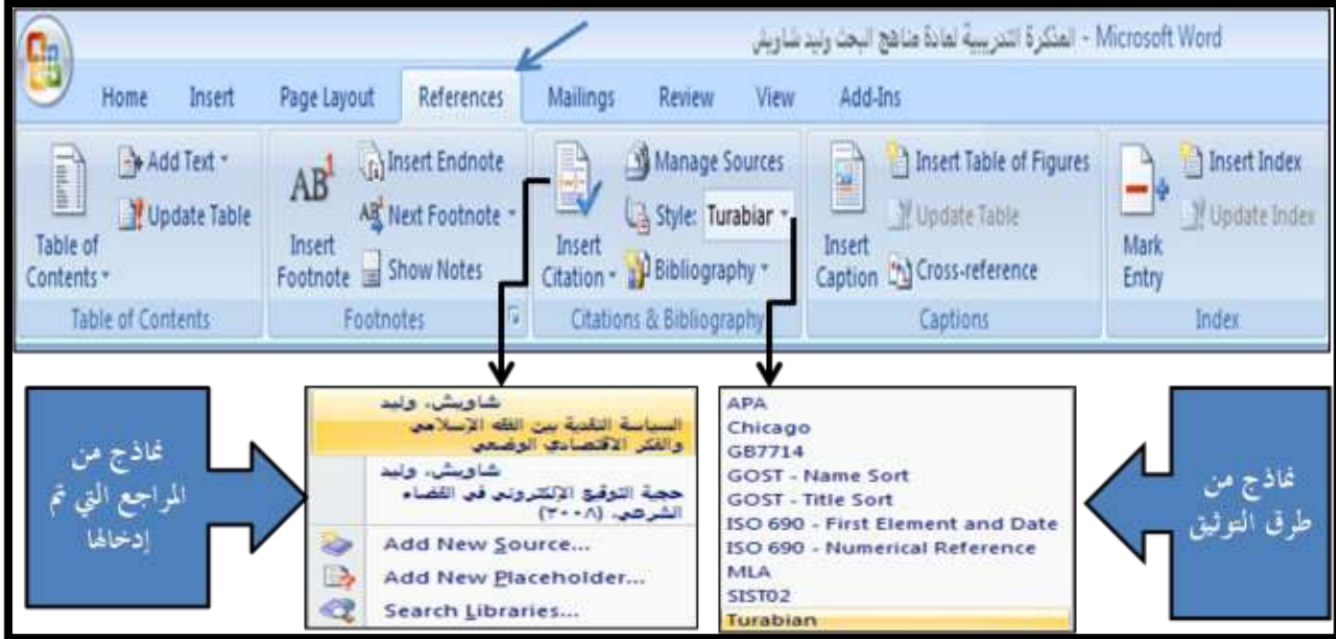 المذكرة التدريبية لمادة مناهج البحث وليد شاويش - Microsoft Word
Home Insert Page Layout References Mailings Review View Add-Ins
Table of
Contents
Add Text
Update Table
Table of Contents
AB1
Insert
Footnote
Insert Endnote
Next Footnote
Show Notes
Footnotes
Insert
Citation
Manage Sources
Style: Turabiar
Bibliography
Citations & Bibliography
Insert
Caption
Insert Table of Figures
Update Table
Cross-reference
Captions
Mark
Entry
Insert Index
Update Index
Index
نماذج من
المراجع التي تم
إدخالها
شاويش، وليد
السياسة النقدية بين الفقه الإسلامي
والفكر الاقتصادي الوضعي
شاويش، وليد
حجية التوقيع الإلكتروني في القضاء
الشرعي، (٢٠٠٨)
Add New Source...
Add New Placeholder...
Search Libraries...
APA
Chicago
GB7714
GOST - Name Sort
GOST - Title Sort
ISO 690 - First Element and Date
ISO 690 - Numerical Reference
MLA
SIST02
Turabian
نماذج من
طرق التوثيق